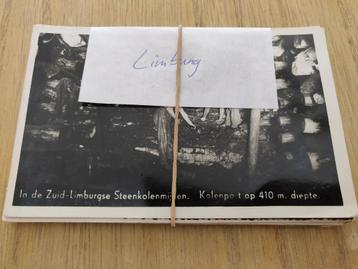 Limburg
In de Zuid-Limburgse Steenkolenmijnen. Kolenpost op 410 m. diepte.